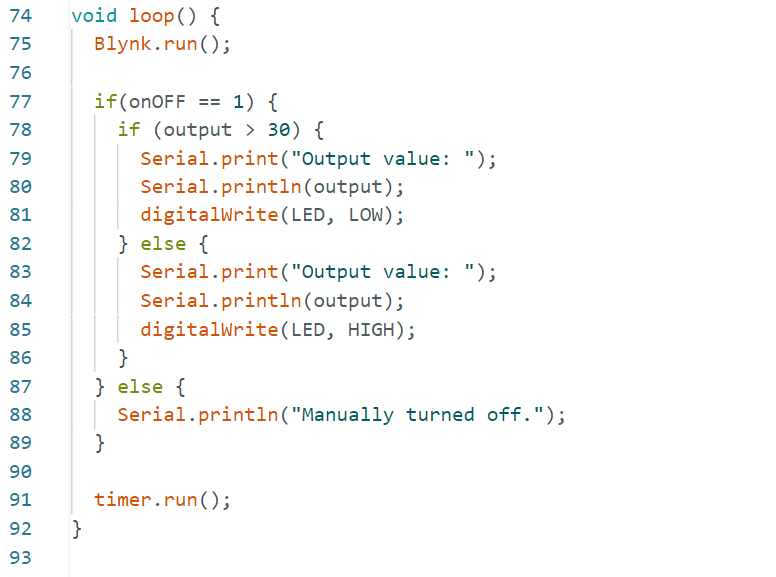 74 void loop() {
75   Blynk.run();
76
77   if(onOFF == 1) {
78     if (output > 30) {
79       Serial.print("Output value: ");
80       Serial.println(output);
81       digitalWrite(LED, LOW);
82     } else {
83       Serial.print("Output value: ");
84       Serial.println(output);
85       digitalWrite(LED, HIGH);
86     }
87   } else {
88     Serial.println("Manually turned off.");
89   }
90
91   timer.run();
92 }
93